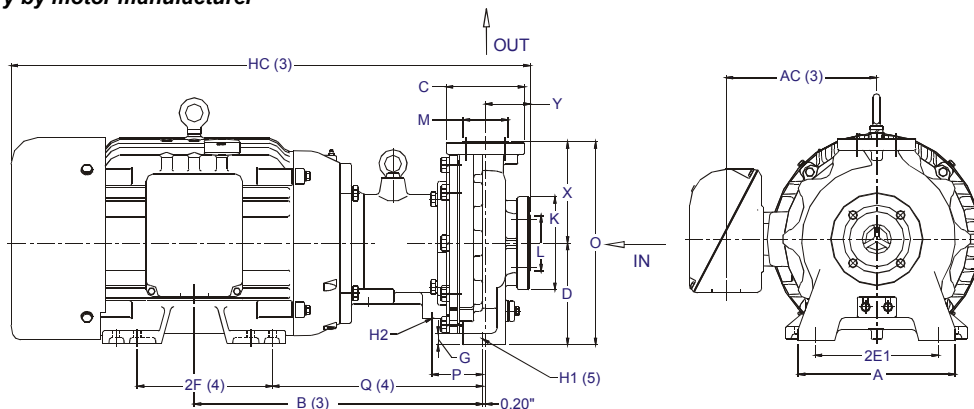 y by motor manufacturer
OUT
HC (3)
AC (3)
C
Y
M
X
K
O
L
IN
D
H2
G
P
H1 (5)
2E1
2F (4)
Q (4)
A
B (3)
0.20"